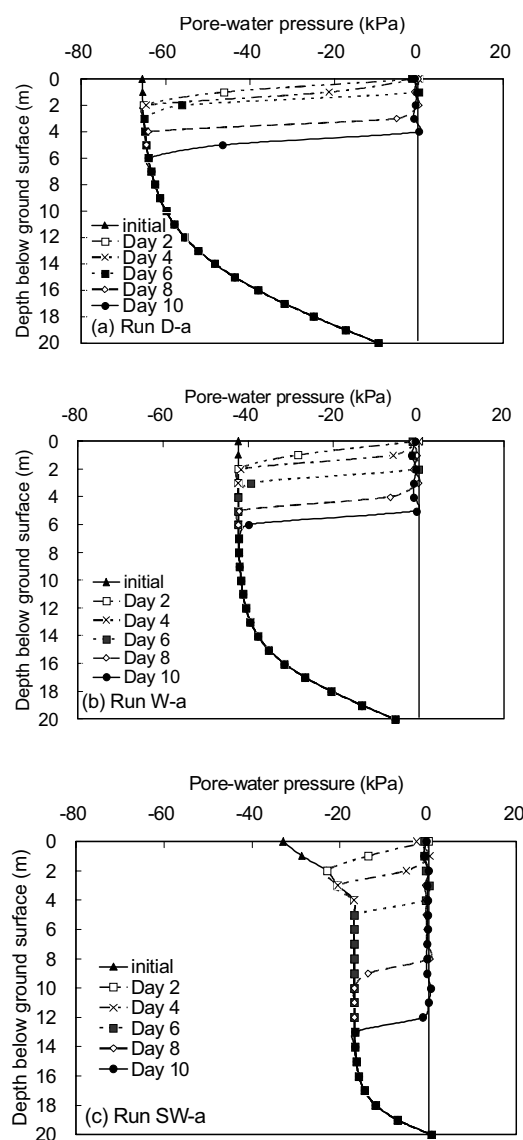 Pore-water pressure (kPa)
-80 -60 -40 -20 0 20
Depth below ground surface (m)
0
2
4
6
8
10
12
14
16
18
20
initial
Day 2
Day 4
Day 6
Day 8
Day 10
(a) Run D-a
Pore-water pressure (kPa)
-80 -60 -40 -20 0 20
Depth below ground surface (m)
0
2
4
6
8
10
12
14
16
18
20
initial
Day 2
Day 4
Day 6
Day 8
Day 10
(b) Run W-a
Pore-water pressure (kPa)
-80 -60 -40 -20 0 20
Depth below ground surface (m)
0
2
4
6
8
10
12
14
16
18
20
initial
Day 2
Day 4
Day 6
Day 8
Day 10
(c) Run SW-a